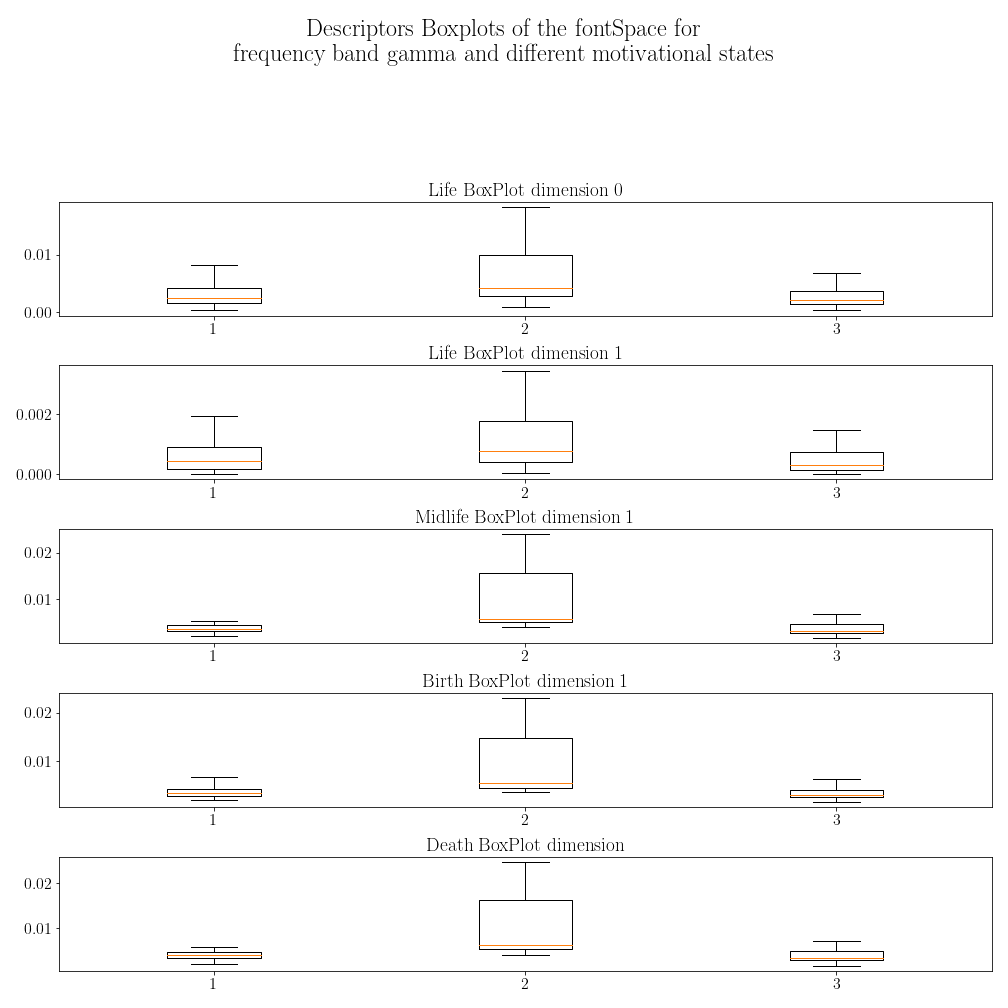 Descriptors Boxplots of the fontSpace for
frequency band gamma and different motivational states
Life BoxPlot dimension 0
0.01
0.00
1 2 3
Life BoxPlot dimension 1
0.002
0.000
1 2 3
Midlife BoxPlot dimension 1
0.02
0.01
1 2 3
Birth BoxPlot dimension 1
0.02
0.01
1 2 3
Death BoxPlot dimension
0.02
0.01
1 2 3